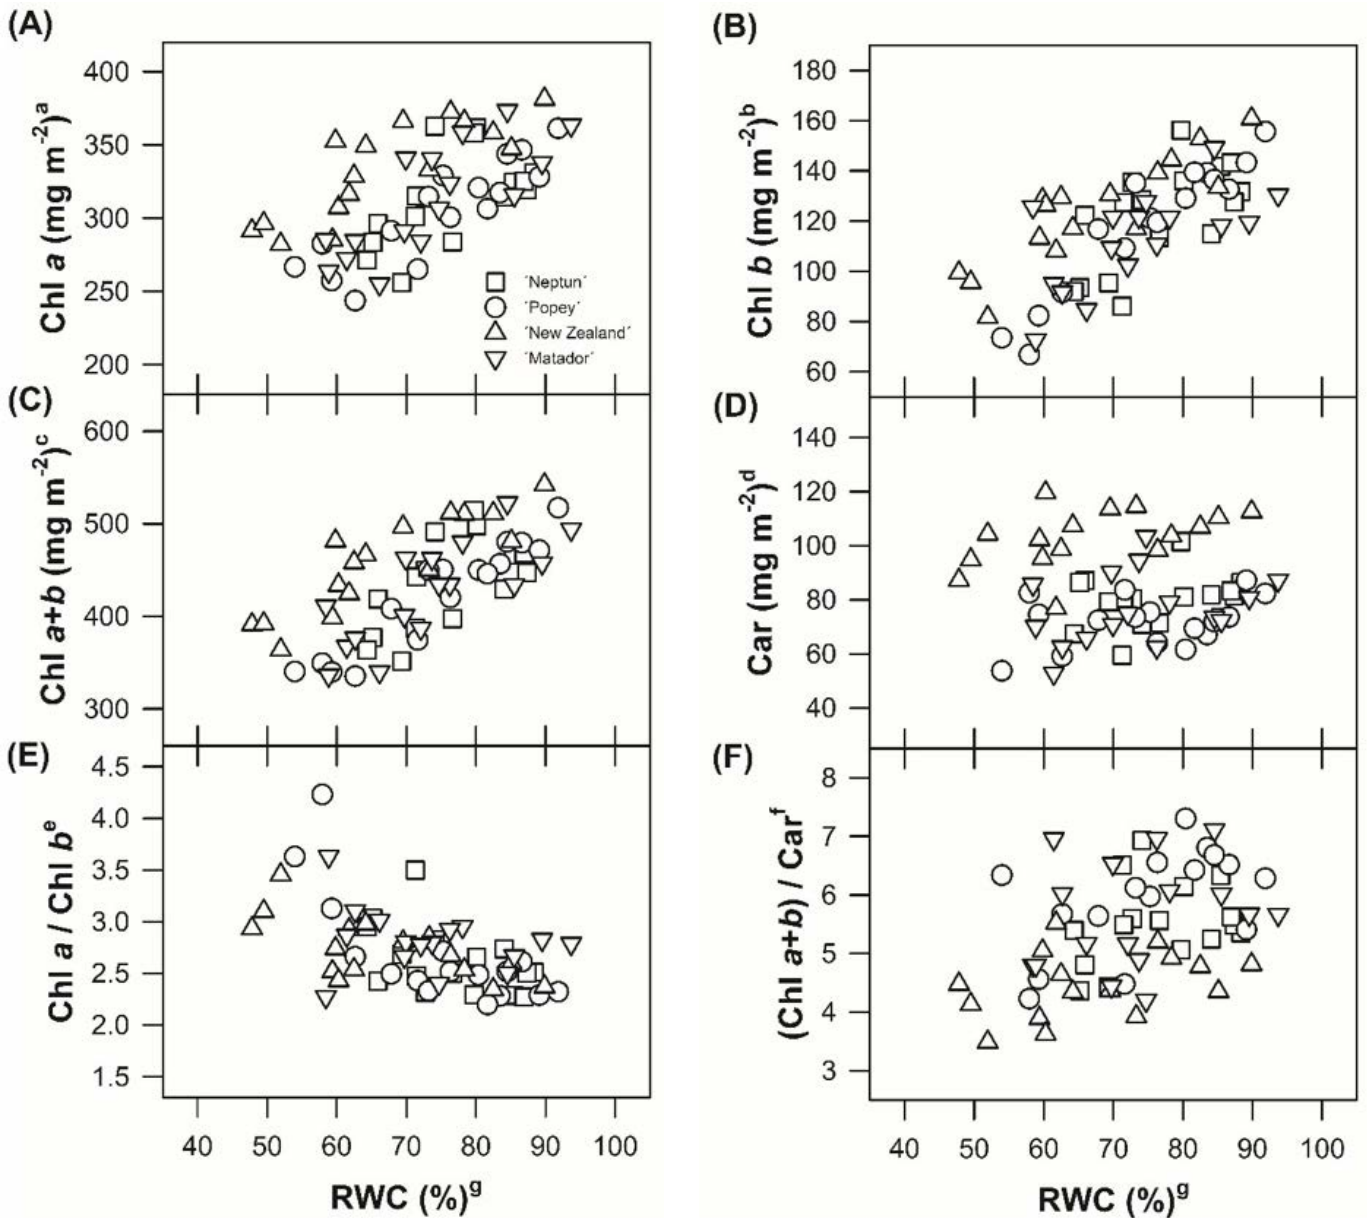 (A)
400
350
300
250
200
Chl a (mg m-2)a
´Neptun´
´Popey´
´New Zealand´
´Matador´
(B)
180
160
140
120
100
80
60
Chl b (mg m-2)b
(C)
600
500
400
300
Chl a+b (mg m-2)c
(D)
140
120
100
80
60
40
Car (mg m-2)d
(E)
4.5
4.0
3.5
3.0
2.5
2.0
1.5
Chl a / Chl be
40 50 60 70 80 90 100
RWC (%)g
(F)
8
7
6
5
4
3
(Chl a+b) / Carf
40 50 60 70 80 90 100
RWC (%)g